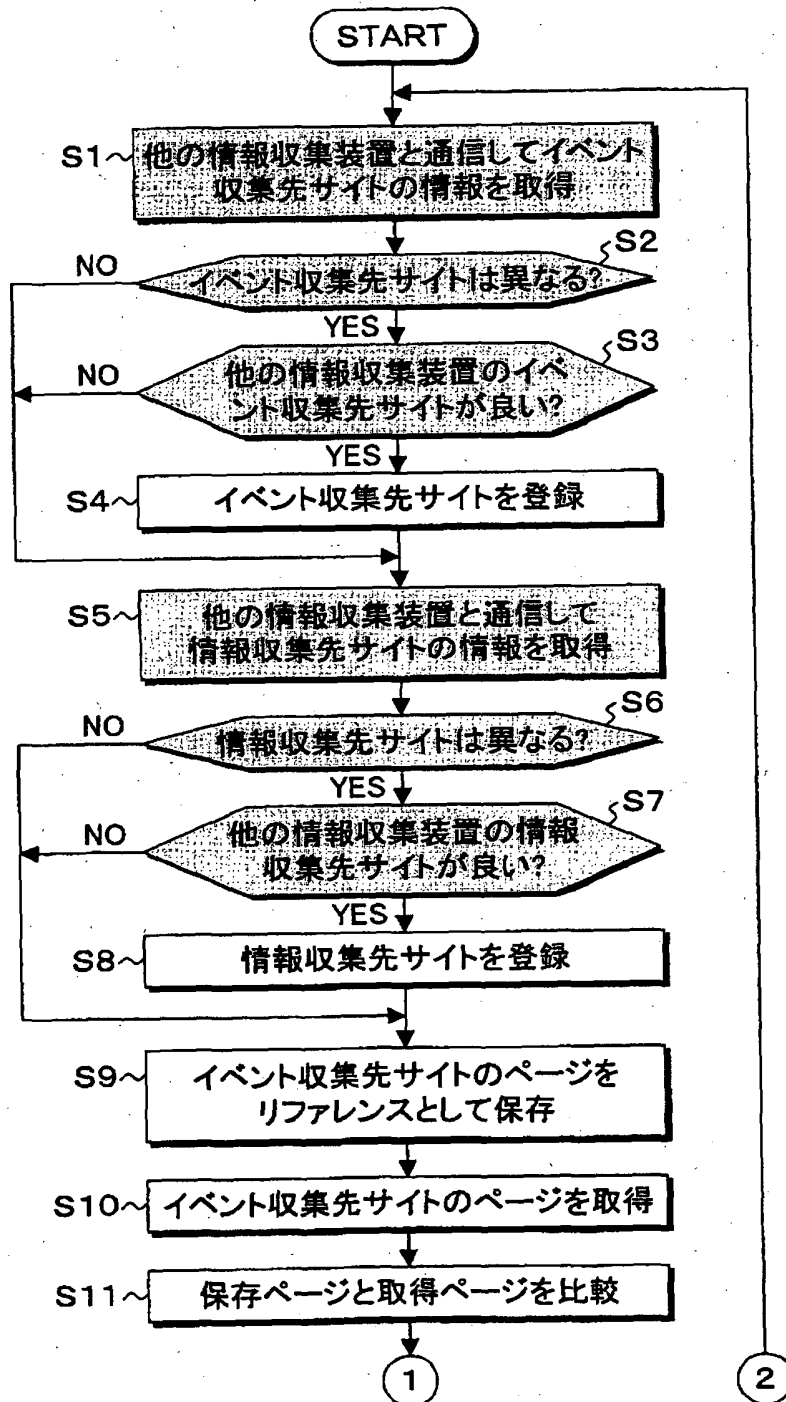 START
S1
他の情報収集装置と通信してイベント
収集先サイトの情報を取得
S2
イベント収集先サイトは異なる?
NO
YES
S3
他の情報収集装置のイベ
ント収集先サイトが良い?
NO
YES
S4
イベント収集先サイトを登録
S5
他の情報収集装置と通信して
情報収集先サイトの情報を取得
S6
情報収集先サイトは異なる?
NO
YES
S7
他の情報収集装置の情報
収集先サイトが良い?
NO
YES
S8
情報収集先サイトを登録
S9
イベント収集先サイトのページを
リファレンスとして保存
S10
イベント収集先サイトのページを取得
S11
保存ページと取得ページを比較
1
2